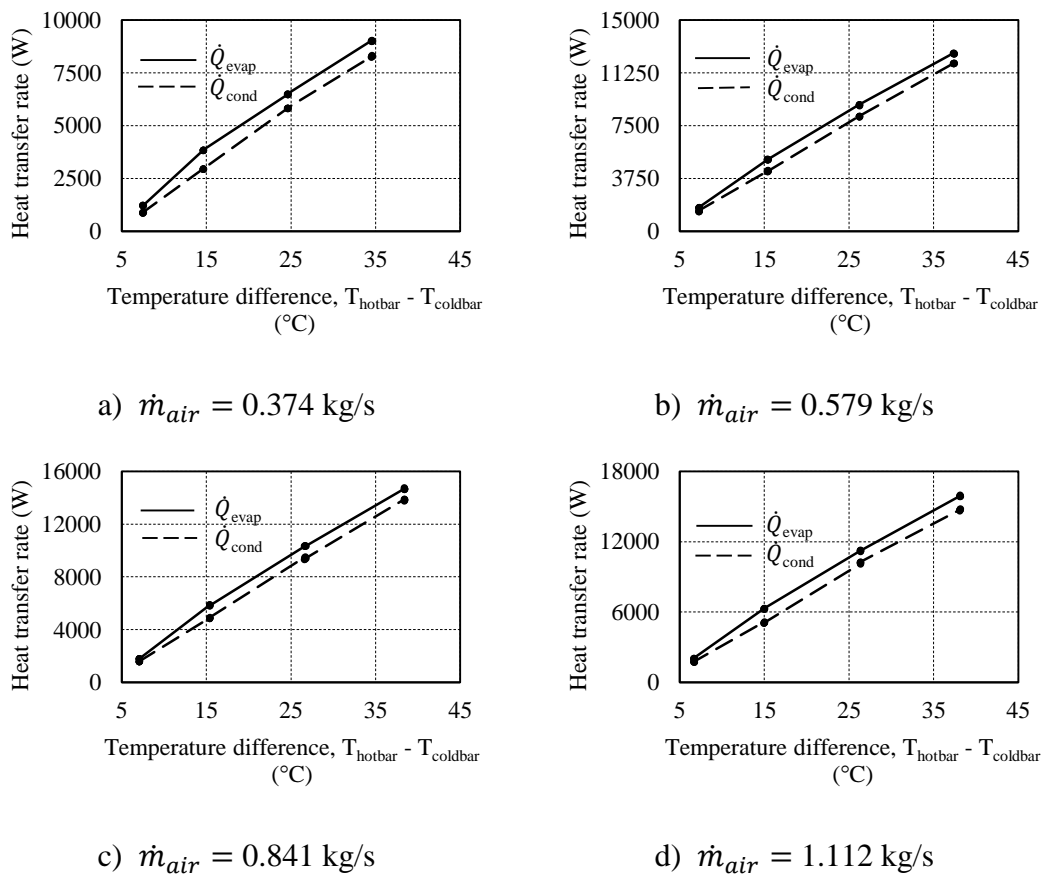 Heat transfer rate (W)
10000
7500
5000
2500
0
Q̇evap
Q̇cond
5 15 25 35 45
Temperature difference, Thotbar - Tcoldbar
(°C)
a) ṁair = 0.374 kg/s
Heat transfer rate (W)
15000
11250
7500
3750
0
Q̇evap
Q̇cond
5 15 25 35 45
Temperature difference, Thotbar - Tcoldbar
(°C)
b) ṁair = 0.579 kg/s
Heat transfer rate (W)
16000
12000
8000
4000
0
Q̇evap
Q̇cond
5 15 25 35 45
Temperature difference, Thotbar - Tcoldbar
(°C)
c) ṁair = 0.841 kg/s
Heat transfer rate (W)
18000
12000
6000
0
Q̇evap
Q̇cond
5 15 25 35 45
Temperature difference, Thotbar - Tcoldbar
(°C)
d) ṁair = 1.112 kg/s